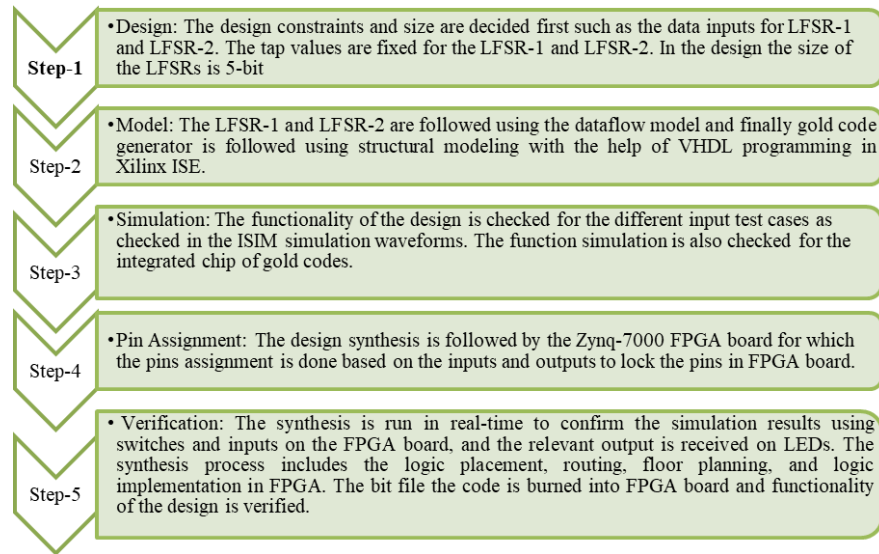 Step-1
•Design: The design constraints and size are decided first such as the data inputs for LFSR-1
and LFSR-2. The tap values are fixed for the LFSR-1 and LFSR-2. In the design the size of
the LFSRs is 5-bit
Step-2
•Model: The LFSR-1 and LFSR-2 are followed using the dataflow model and finally gold code
generator is followed using structural modeling with the help of VHDL programming in
Xilinx ISE.
Step-3
•Simulation: The functionality of the design is checked for the different input test cases as
checked in the ISIM simulation waveforms. The function simulation is also checked for the
integrated chip of gold codes.
Step-4
•Pin Assignment: The design synthesis is followed by the Zynq-7000 FPGA board for which
the pins assignment is done based on the inputs and outputs to lock the pins in FPGA board.
Step-5
• Verification: The synthesis is run in real-time to confirm the simulation results using
switches and inputs on the FPGA board, and the relevant output is received on LEDs. The
synthesis process includes the logic placement, routing, floor planning, and logic
implementation in FPGA. The bit file the code is burned into FPGA board and functionality
of the design is verified.